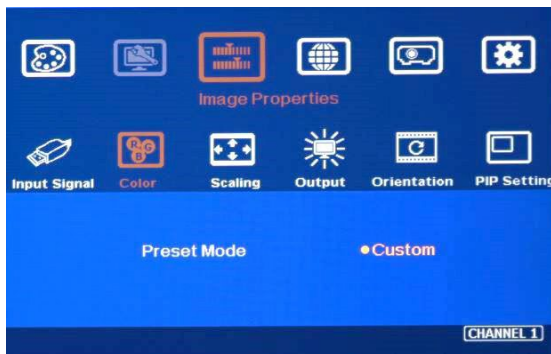 Image Properties
R G B
Input Signal Color Scaling Output Orientation PIP Setting
Preset Mode Custom
CHANNEL 1